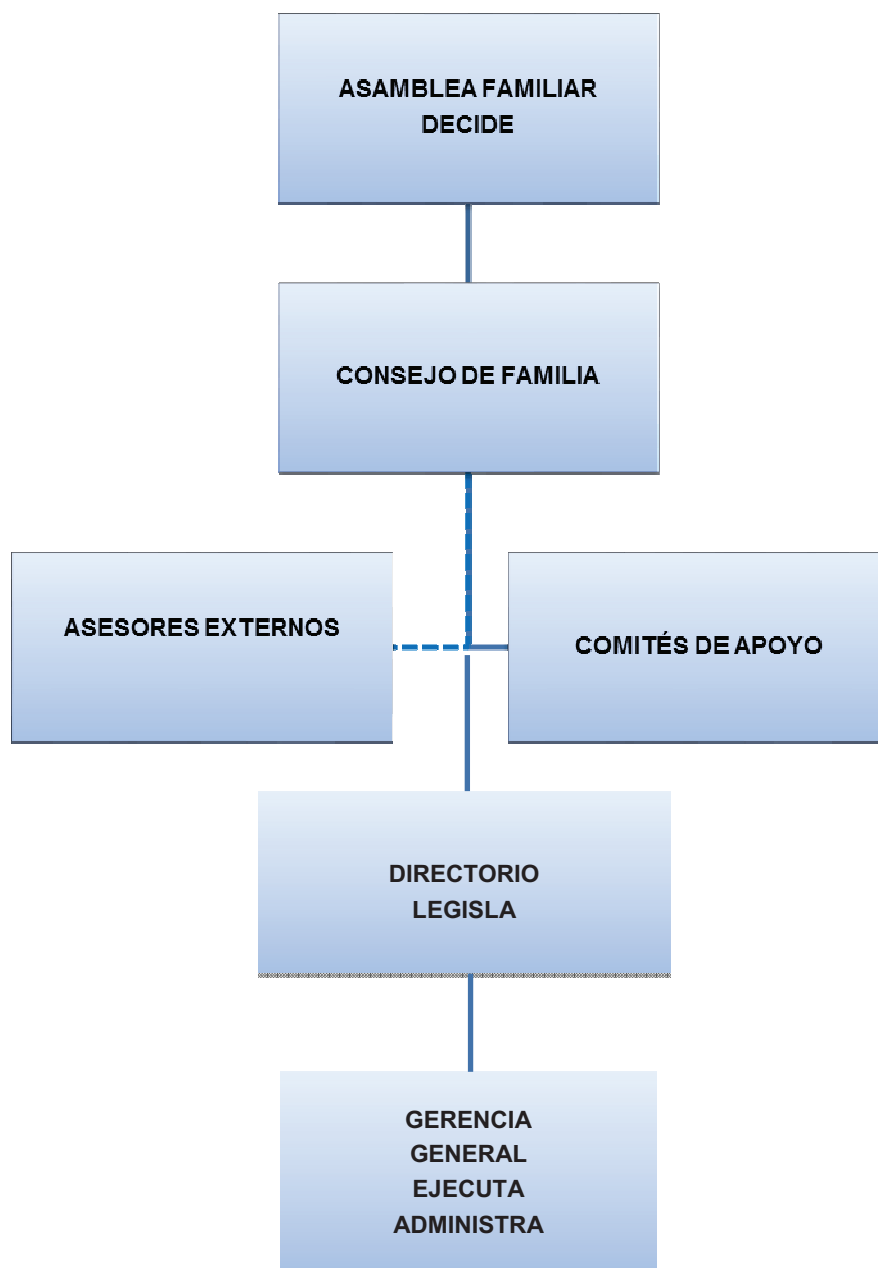 ASAMBLEA FAMILIAR
DECIDE
CONSEJO DE FAMILIA
ASESORES EXTERNOS
COMITÉS DE APOYO
DIRECTORIO
LEGISLA
GERENCIA
GENERAL
EJECUTA
ADMINISTRA